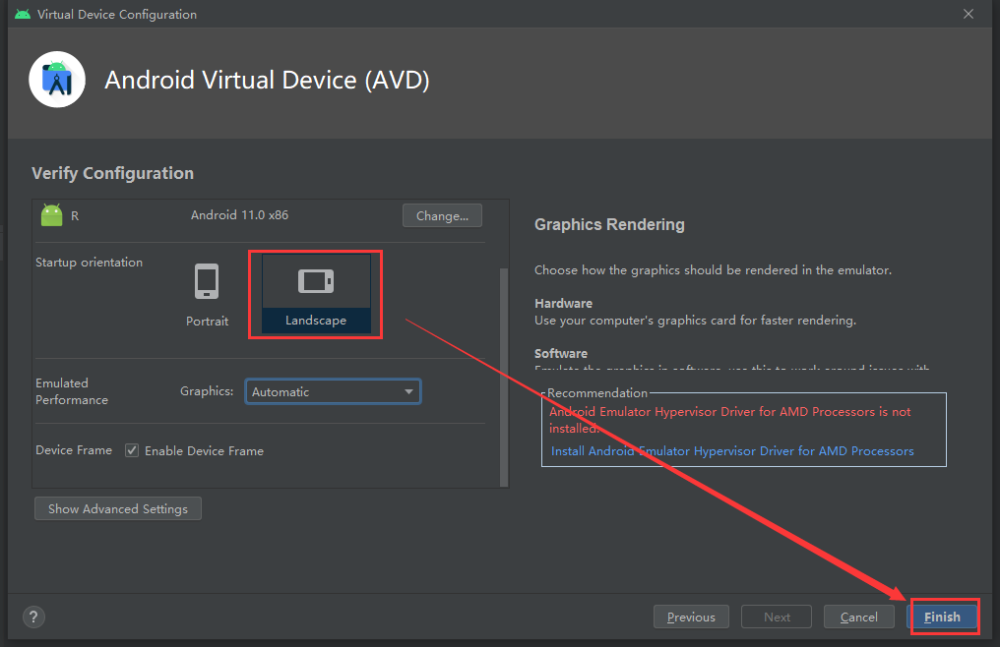 Virtual Device Configuration
Android Virtual Device (AVD)
Verify Configuration
R
Android 11.0 x86
Change...
Startup orientation
Portrait
Landscape
Emulated
Performance
Graphics:
Automatic
Device Frame
Enable Device Frame
Show Advanced Settings
Graphics Rendering
Choose how the graphics should be rendered in the emulator.
Hardware
Use your computer's graphics card for faster rendering.
Software
Emulate the graphics in software, use this to work around issues with
Recommendation
Android Emulator Hypervisor Driver for AMD Processors is not
installed.
Install Android Emulator Hypervisor Driver for AMD Processors
?
Previous
Next
Cancel
Finish